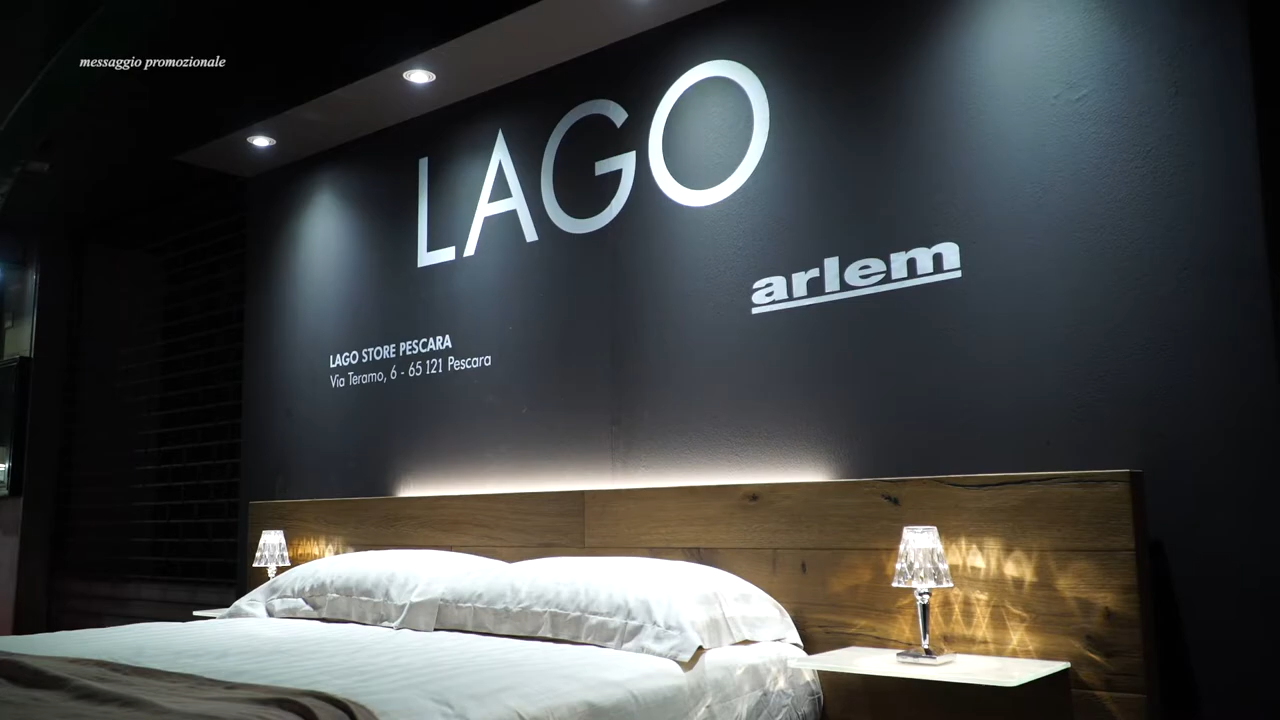 messaggio promozionale
LAGO
arlem
LAGO STORE PESCARA
Via Teramo, 6 - 65 121 Pescara